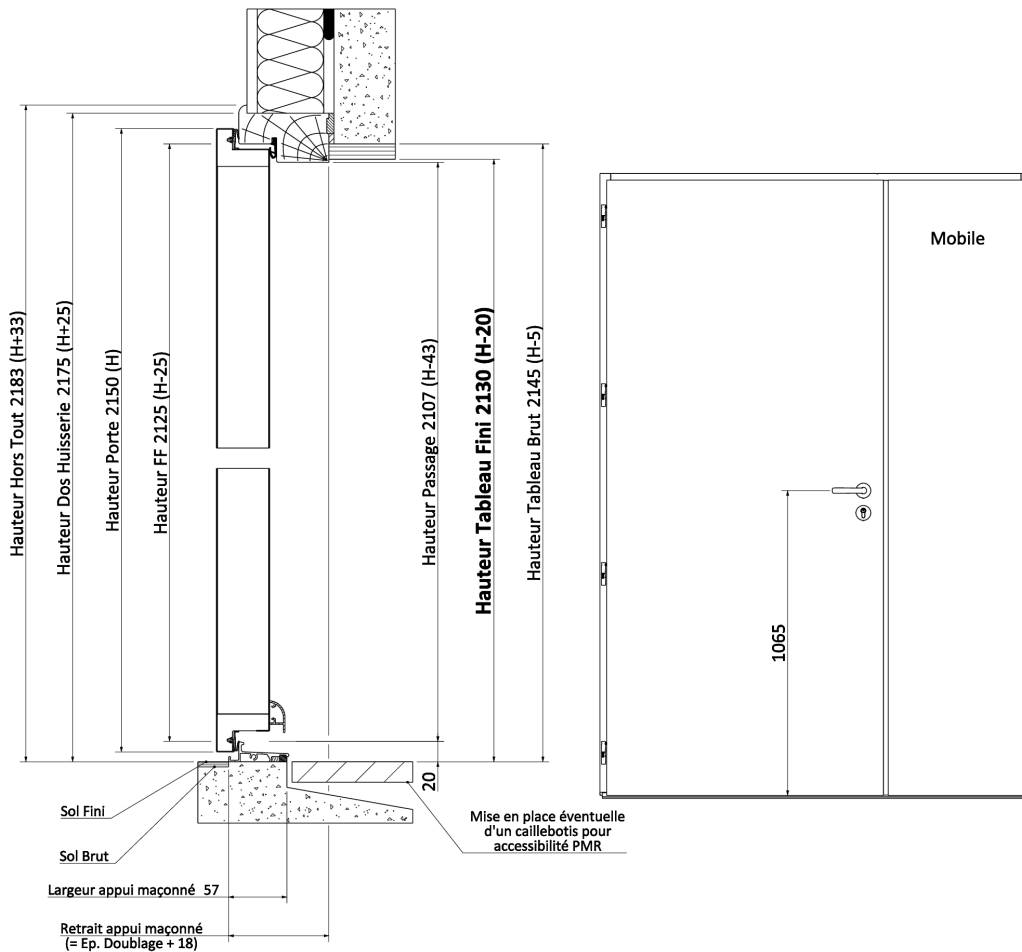 Hauteur Hors Tout 2183 (H+33)
Hauteur Dos Huisserie 2175 (H+25)
Hauteur Porte 2150 (H)
Hauteur FF 2125 (H-25)
Hauteur Passage 2107 (H-43)
Hauteur Tableau Fini 2130 (H-20)
Hauteur Tableau Brut 2145 (H-5)
Mobile
1065
20
Sol Fini
Sol Brut
Mise en place éventuelle
d'un caillebotis pour
accessibilité PMR
Largeur appui maçonné 57
Retrait appui maçonné
(= Ep. Doublage + 18)